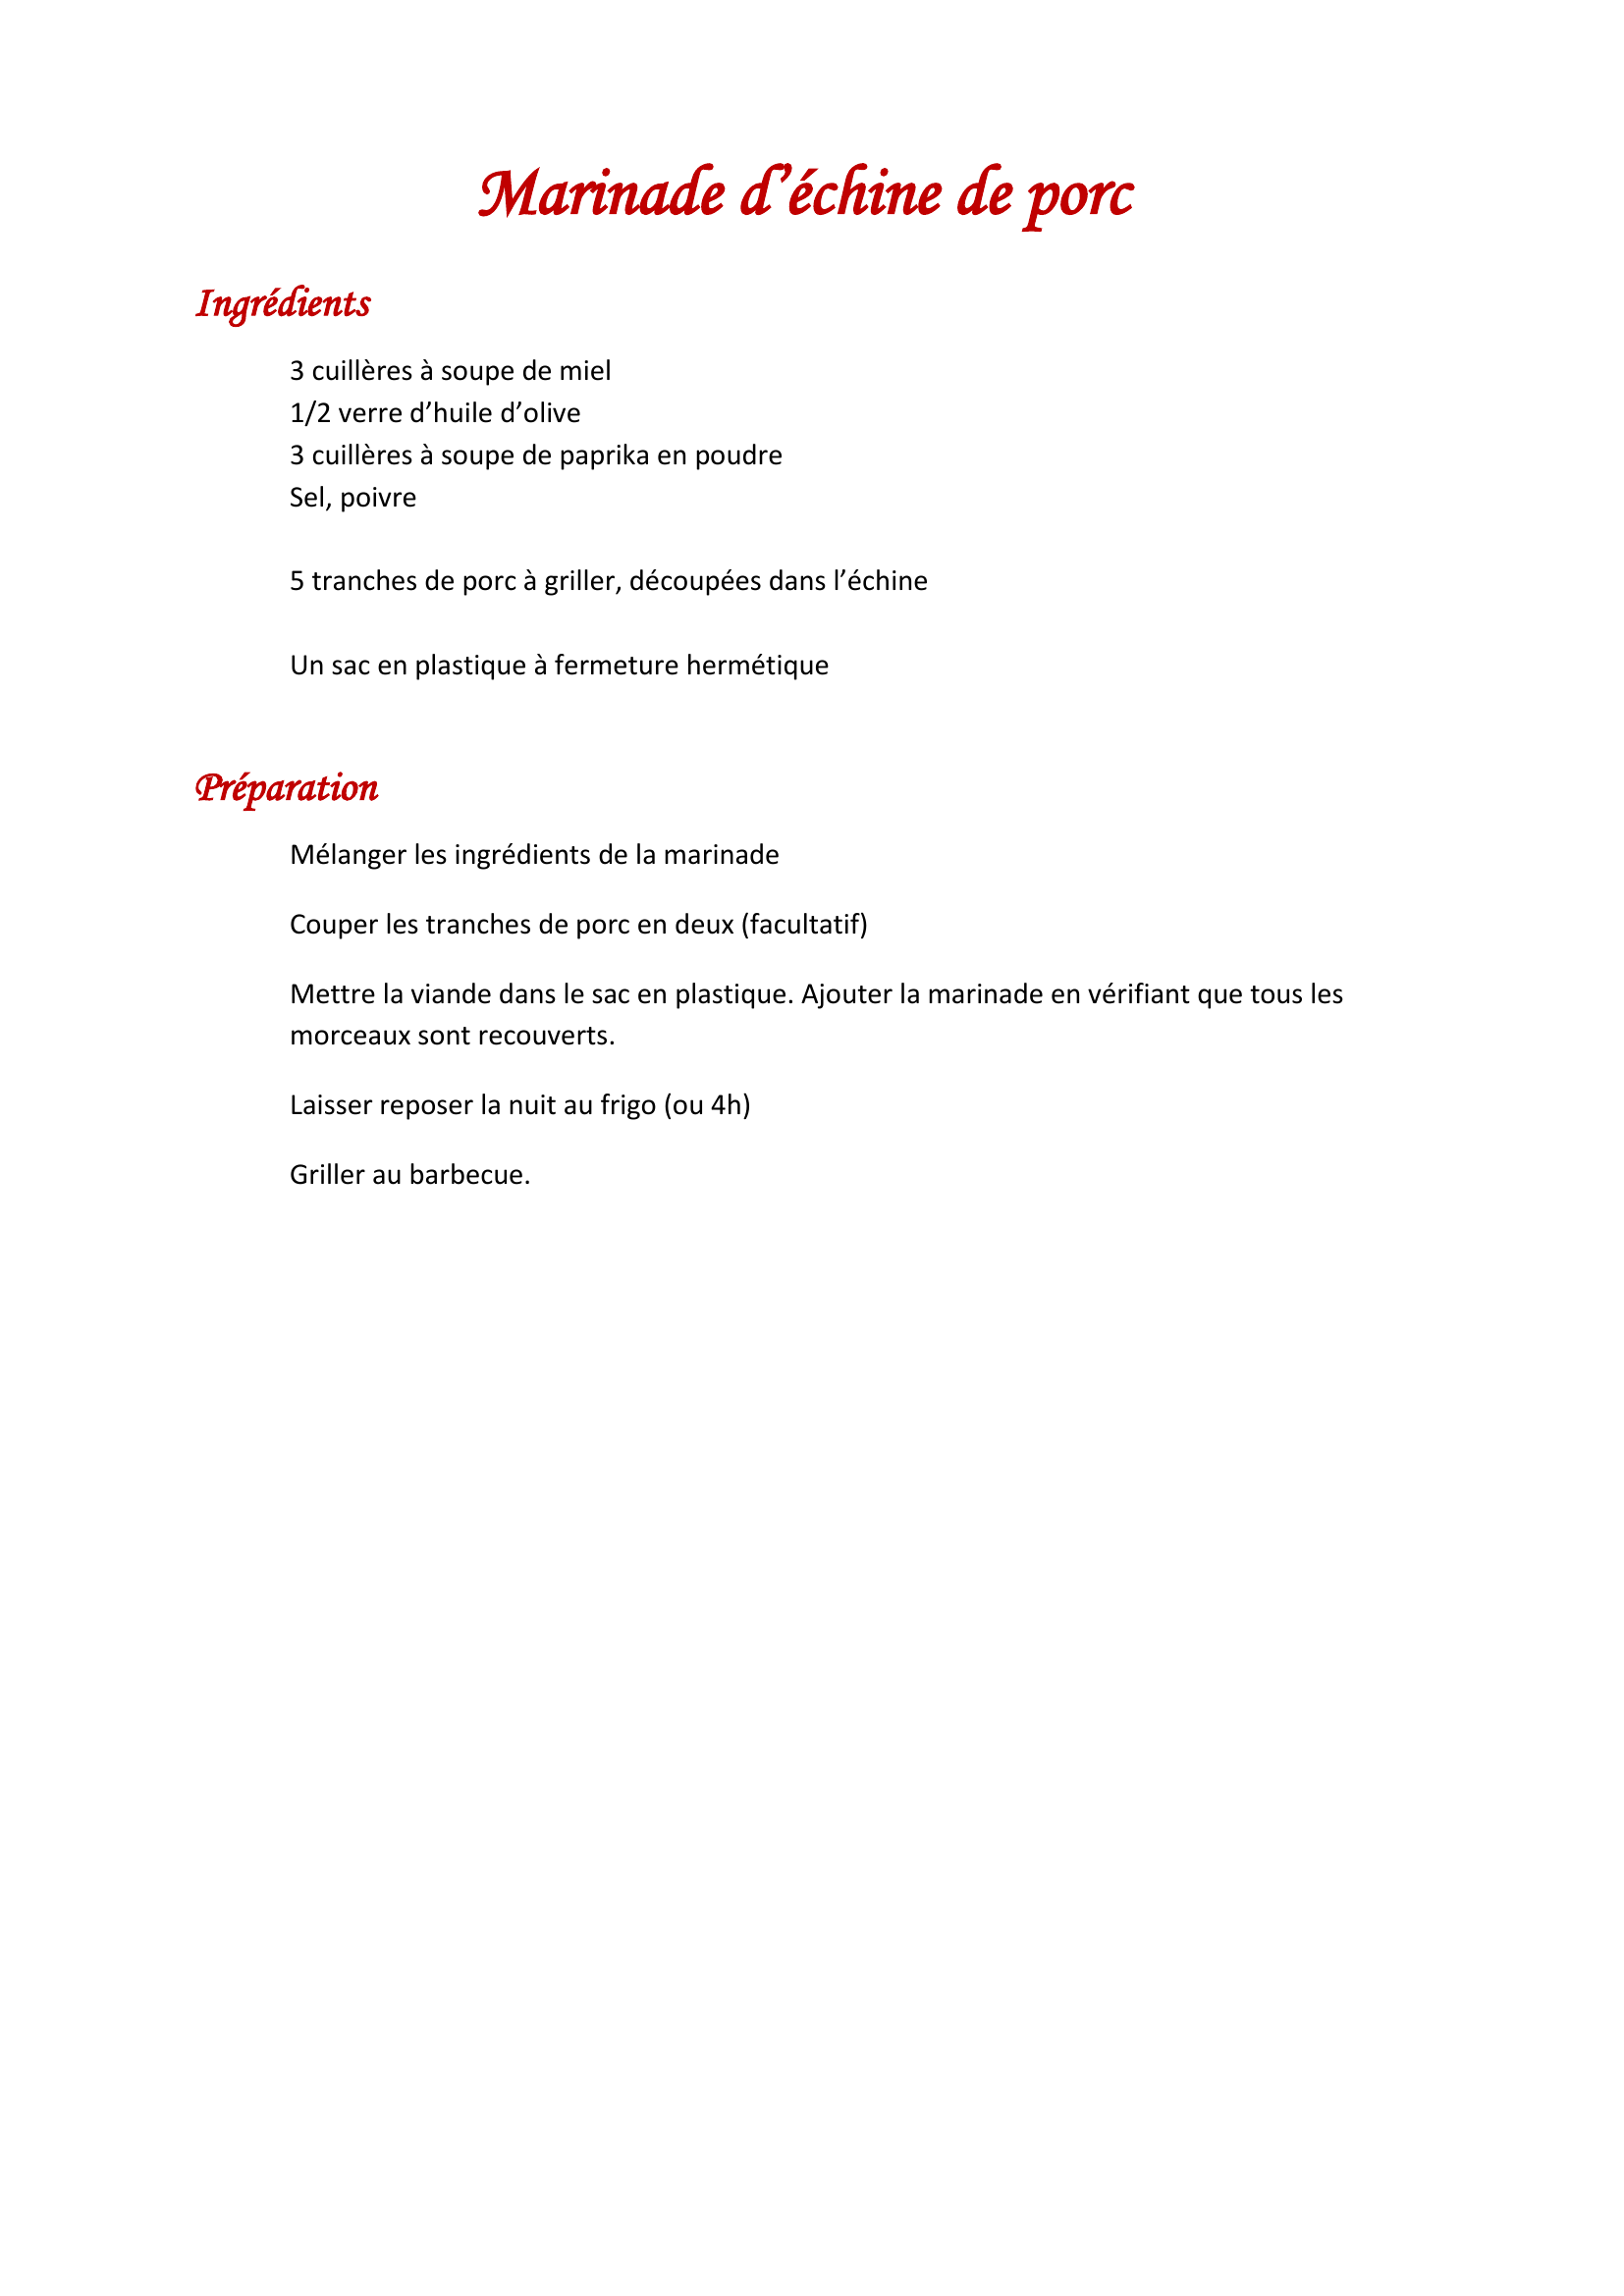 Marinade d’échine de porc
Ingrédients
3 cuillères à soupe de miel
1/2 verre d’huile d’olive
3 cuillères à soupe de paprika en poudre
Sel, poivre
5 tranches de porc à griller, découpées dans l’échine
Un sac en plastique à fermeture hermétique
Préparation
Mélanger les ingrédients de la marinade
Couper les tranches de porc en deux (facultatif)
Mettre la viande dans le sac en plastique. Ajouter la marinade en vérifiant que tous les
morceaux sont recouverts.
Laisser reposer la nuit au frigo (ou 4h)
Griller au barbecue.